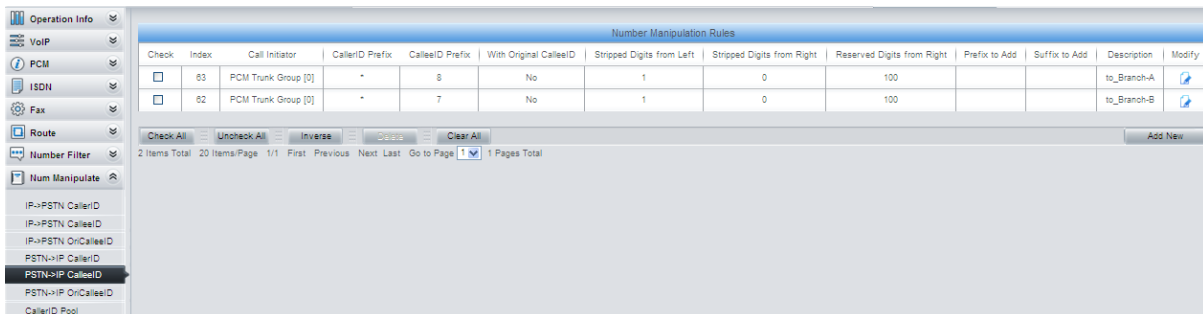 Operation Info
VoIP
PCM
ISDN
Fax
Route
Number Filter
Num Manipulate
IP->PSTN CallerID
IP->PSTN CalleeID
IP->PSTN OriCalleeID
PSTN->IP CallerID
PSTN->IP CalleeID
PSTN->IP OriCalleeID
CallerID Pool
Number Manipulation Rules
Check Index Call Initiator CallerID Prefix CalleeID Prefix With Original CalleeID Stripped Digits from Left Stripped Digits from Right Reserved Digits from Right Prefix to Add Suffix to Add Description Modify
63 PCM Trunk Group [0] * 8 No 1 0 100 to_Branch-A
62 PCM Trunk Group [0] * 7 No 1 0 100 to_Branch-B
Check All Uncheck All Inverse Delete Clear All Add New
2 Items Total 20 Items/Page 1/1 First Previous Next Last Go to Page 1 1 Pages Total